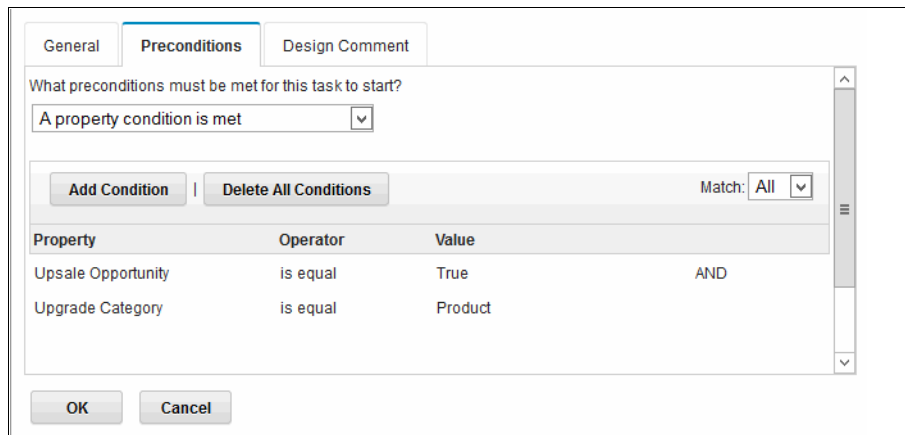 General Preconditions Design Comment
What preconditions must be met for this task to start?
A property condition is met
Add Condition | Delete All Conditions Match: All
Property Operator Value
Upsale Opportunity is equal True AND
Upgrade Category is equal Product
OK Cancel